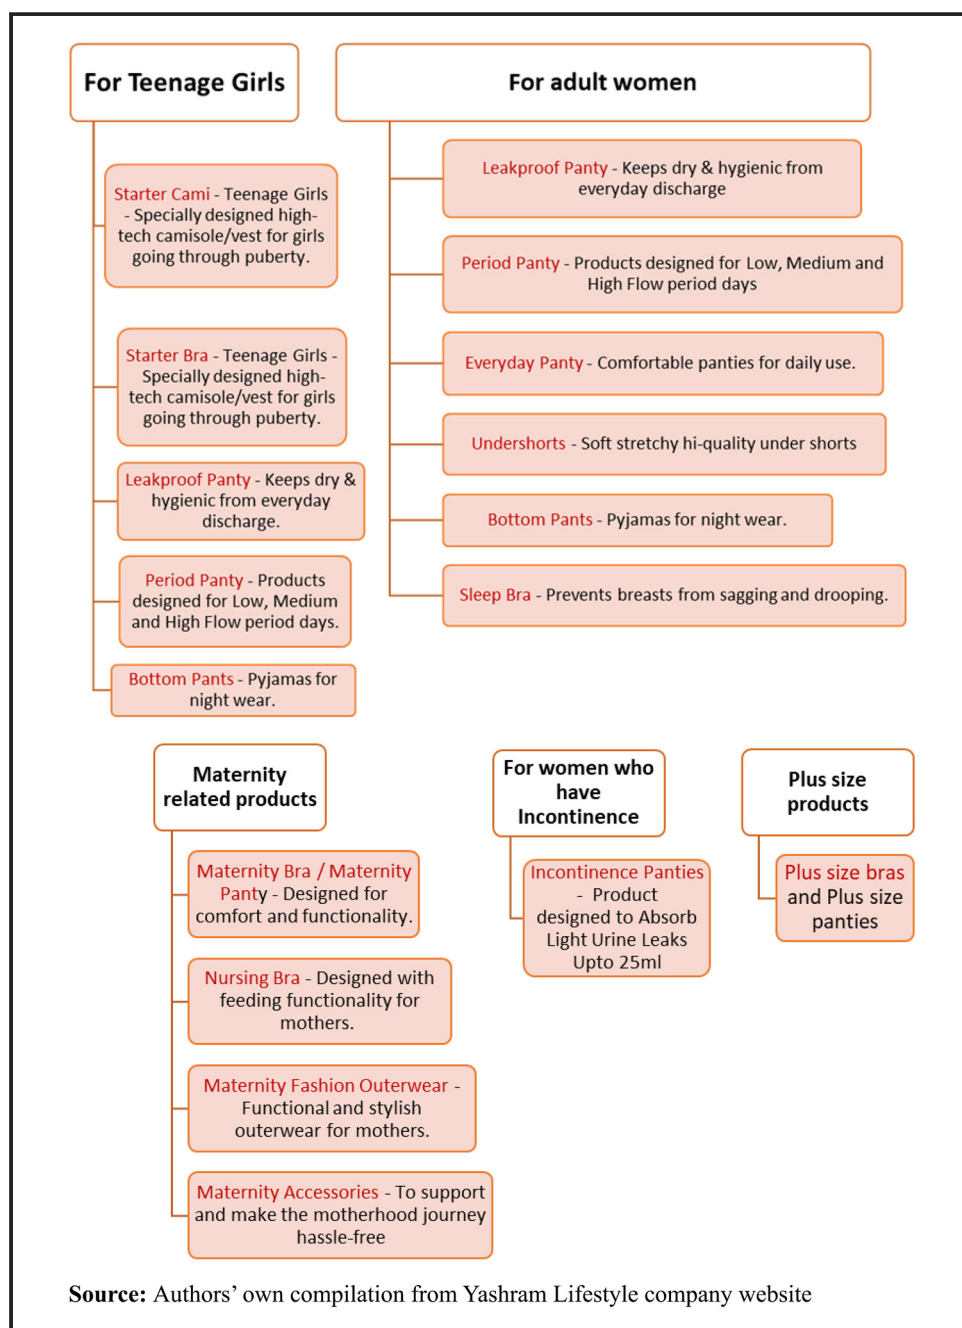 For Teenage Girls
Starter Cami - Teenage Girls
- Specially designed high-
tech camisole/vest for girls
going through puberty.
Starter Bra - Teenage Girls -
Specially designed high-
tech camisole/vest for girls
going through puberty.
Leakproof Panty - Keeps dry &
hygienic from everyday
discharge.
Period Panty - Products
designed for Low, Medium
and High Flow period days.
Bottom Pants - Pyjamas for
night wear.
For adult women
Leakproof Panty - Keeps dry & hygienic from
everyday discharge
Period Panty - Products designed for Low, Medium and
High Flow period days
Everyday Panty - Comfortable panties for daily use.
Undershorts - Soft stretchy hi-quality under shorts
Bottom Pants - Pyjamas for night wear.
Sleep Bra - Prevents breasts from sagging and drooping.
Maternity
related products
Maternity Bra / Maternity
Panty - Designed for
comfort and functionality.
Nursing Bra - Designed with
feeding functionality for
mothers.
Maternity Fashion Outerwear -
Functional and stylish
outerwear for mothers.
Maternity Accessories - To support
and make the motherhood journey
hassle-free
For women who
have
Incontinence
Incontinence Panties
- Product
designed to Absorb
Light Urine Leaks
Upto 25ml
Plus size
products
Plus size bras
and Plus size
panties
Source: Authors' own compilation from Yashram Lifestyle company website